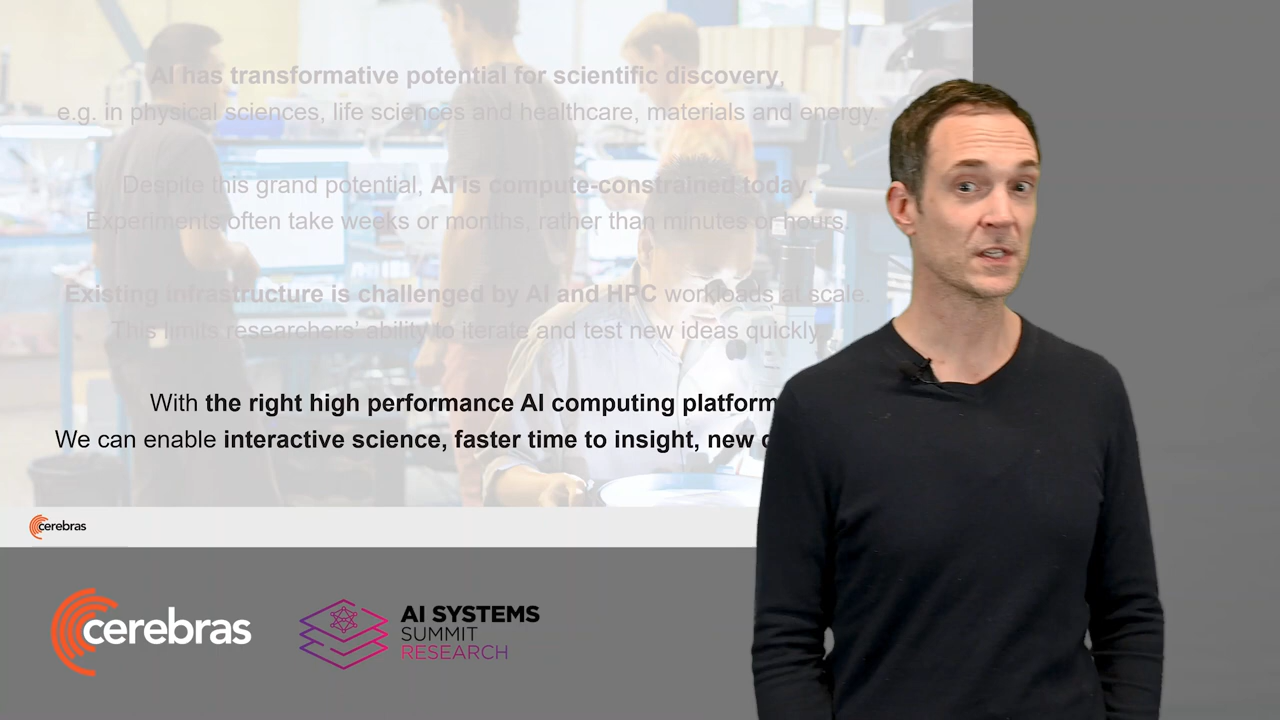 AI has transformative potential for scientific discovery,
e.g. in physical sciences, life sciences and healthcare, materials and energy.
Despite this grand potential, AI is compute-constrained today.
Experiments often take weeks or months, rather than minutes or hours.
Existing infrastructure is challenged by AI and HPC workloads at scale.
This limits researchers' ability to iterate and test new ideas quickly
With the right high performance AI computing platform
We can enable interactive science, faster time to insight, new
cerebras
cerebras
AI SYSTEMS
SUMMIT
RESEARCH